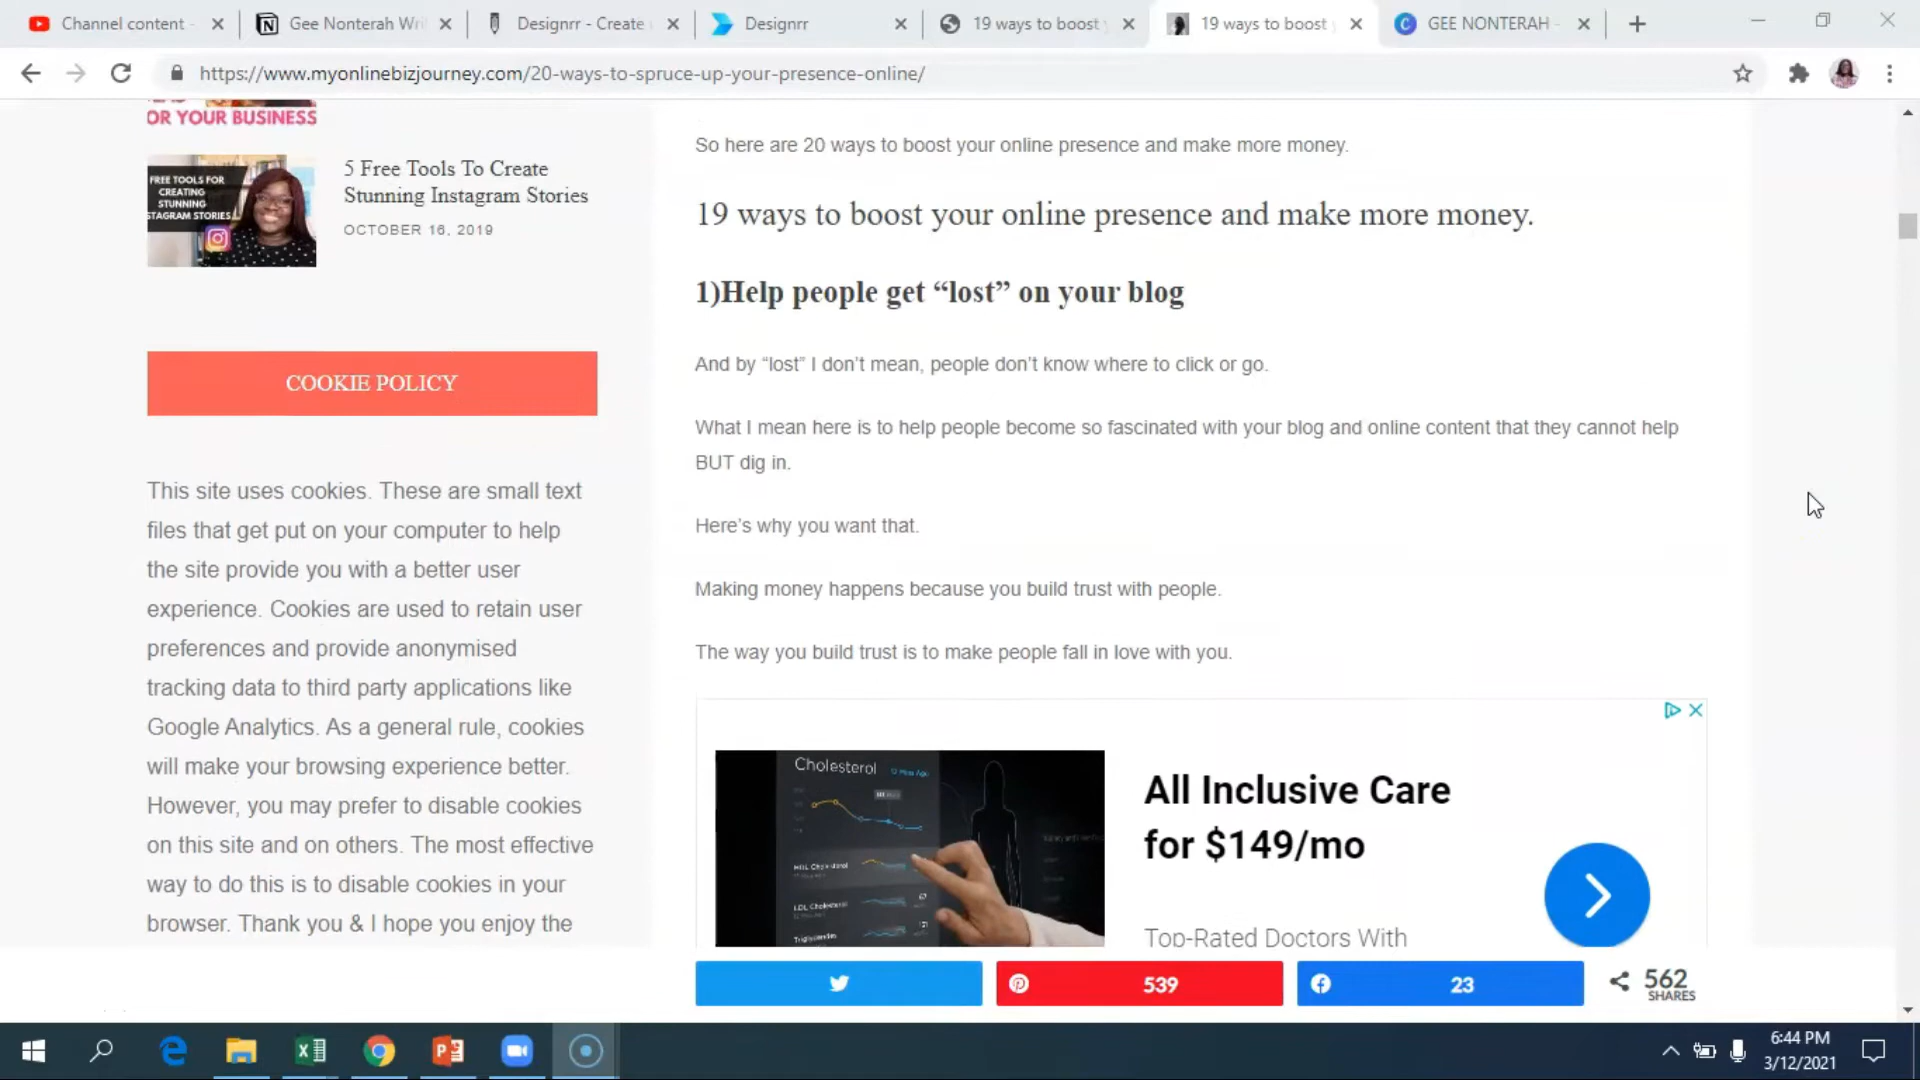 Channel content -
Gee Nonterah Wri
Designrr - Create
Designrr
19 ways to boost
19 ways to boost
GEE NONTERAH -
https://www.myonlinebizjourney.com/20-ways-to-spruce-up-your-presence-online/
OR YOUR BUSINESS
FREE TOOLS FOR
CREATING
STUNNING
STAGRAM STORIES
5 Free Tools To Create
Stunning Instagram Stories
OCTOBER 16, 2019
COOKIE POLICY
This site uses cookies. These are small text
files that get put on your computer to help
the site provide you with a better user
experience. Cookies are used to retain user
preferences and provide anonymised
tracking data to third party applications like
Google Analytics. As a general rule, cookies
will make your browsing experience better.
However, you may prefer to disable cookies
on this site and on others. The most effective
way to do this is to disable cookies in your
browser. Thank you & I hope you enjoy the
So here are 20 ways to boost your online presence and make more money.
19 ways to boost your online presence and make more money.
1)Help people get “lost” on your blog
And by “lost” I don’t mean, people don’t know where to click or go.
What I mean here is to help people become so fascinated with your blog and online content that they cannot help
BUT dig in.
Here’s why you want that.
Making money happens because you build trust with people.
The way you build trust is to make people fall in love with you.
Cholesterol
HDL Cholesterol
LDL Cholesterol
Triglycerides
All Inclusive Care
for $149/mo
Top-Rated Doctors With
539
23
562
SHARES
6:44 PM
3/12/2021